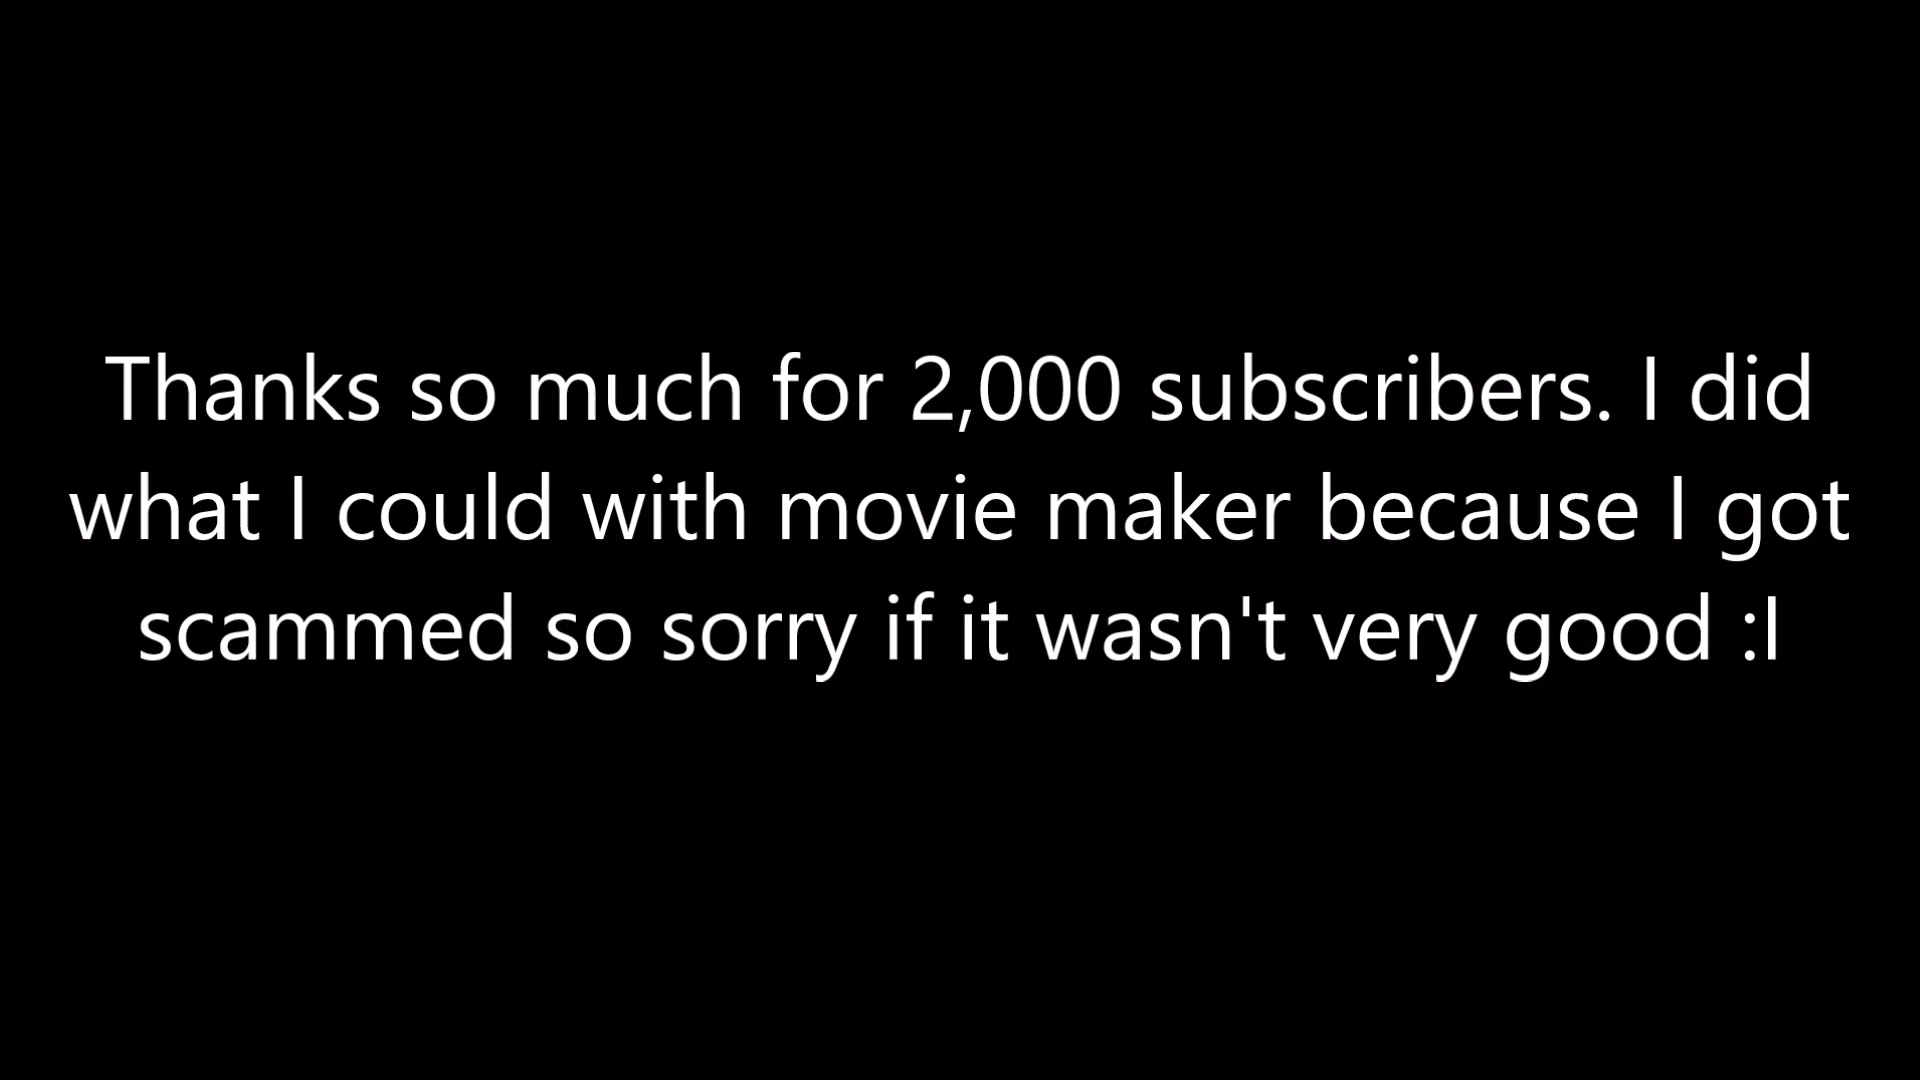 Thanks so much for 2,000 subscribers. I did
what I could with movie maker because I got
scammed so sorry if it wasn't very good :l